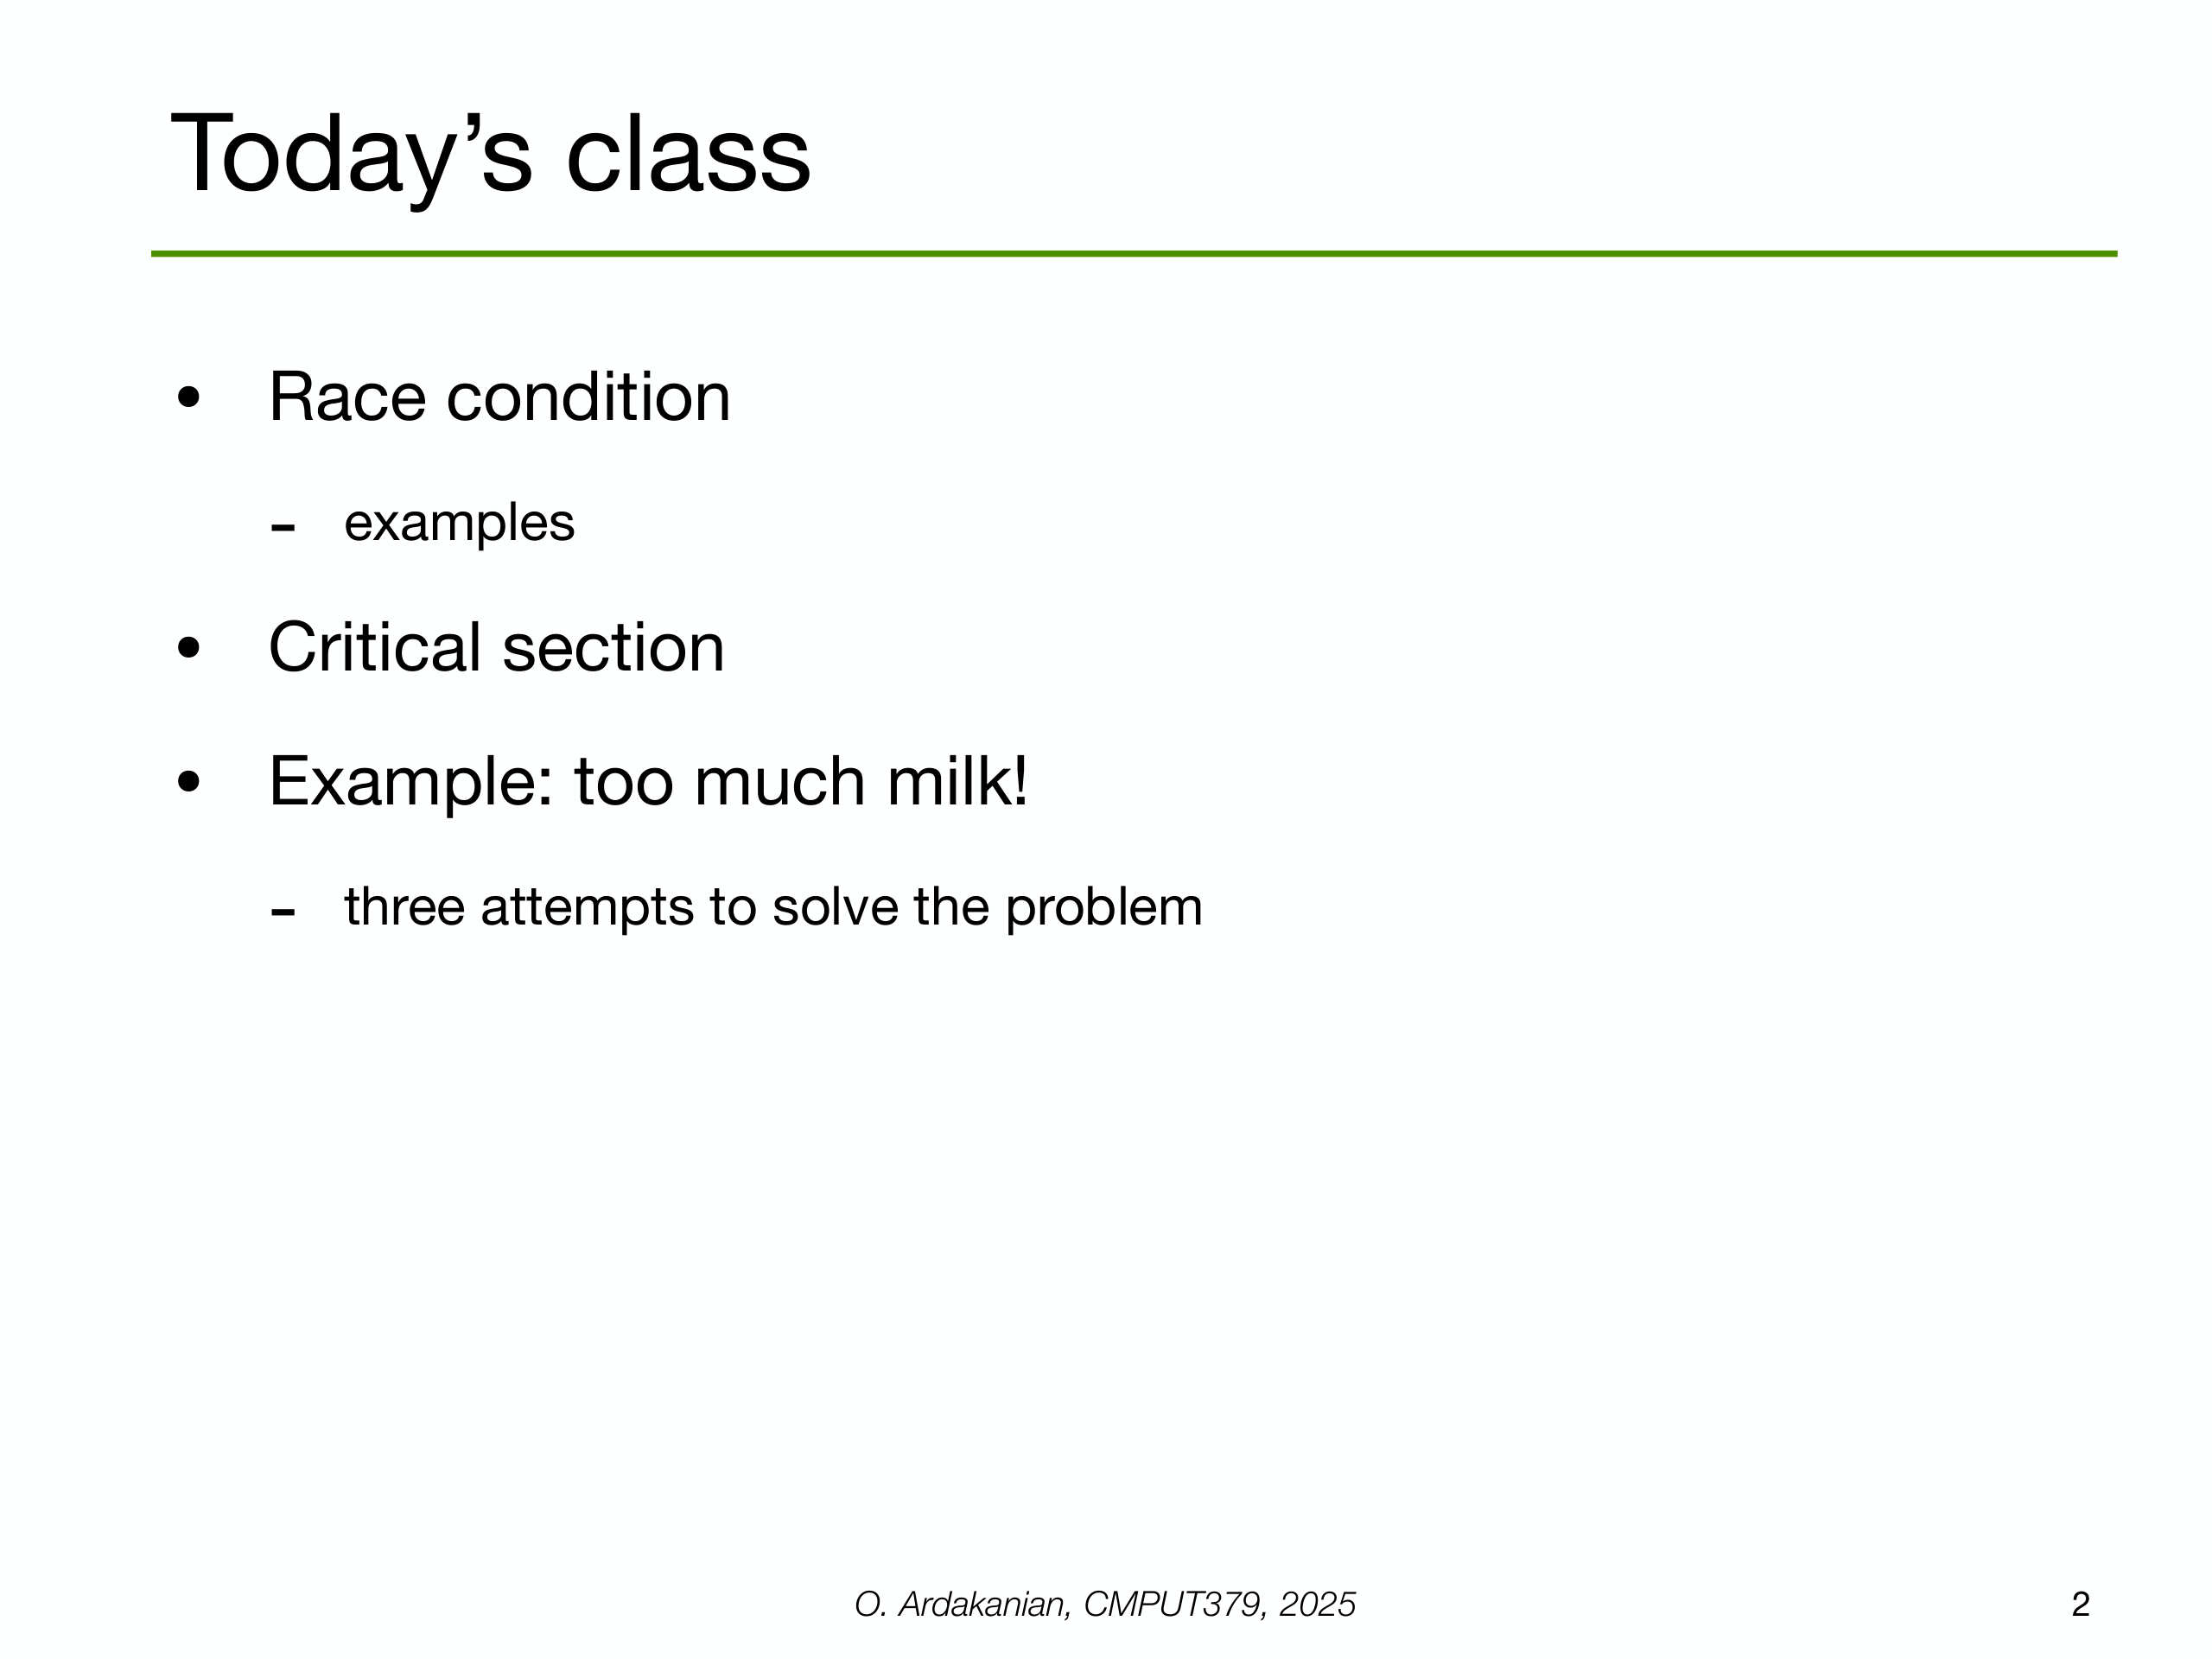 Today’s class
• Race condition
- examples
• Critical section
• Example: too much milk!
- three attempts to solve the problem
O. Ardakanian, CMPUT379, 2025
2